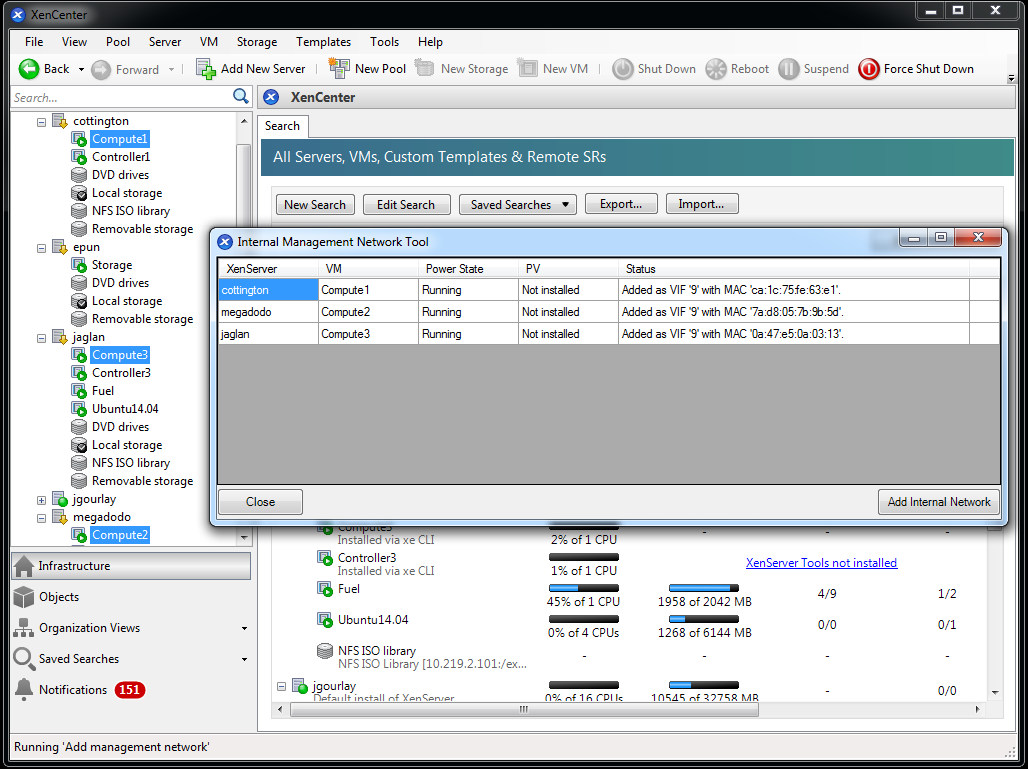 XenCenter
File View Pool Server VM Storage Templates Tools Help
Back Forward Add New Server New Pool New Storage New VM Shut Down Reboot Suspend Force Shut Down
Search...
XenCenter
Search
All Servers, VMs, Custom Templates & Remote SRs
New Search Edit Search Saved Searches Export... Import...
cottington
Compute1
Controller1
DVD drives
Local storage
NFS ISO library
Removable storage
epun
Storage
DVD drives
Local storage
Removable storage
jaglan
Compute3
Controller3
Fuel
Ubuntu14.04
DVD drives
Local storage
NFS ISO library
Removable storage
jgourlay
megadodo
Compute2
Internal Management Network Tool
XenServer VM Power State PV Status
cottington Compute1 Running Not installed Added as VIF '9' with MAC 'ca:1c:75:fe:63:e1'.
megadodo Compute2 Running Not installed Added as VIF '9' with MAC '7a:d8:05:7b:9b:5d'.
jaglan Compute3 Running Not installed Added as VIF '9' with MAC '0a:47:e5:0a:03:13'.
Close Add Internal Network
Compute3 - - -
Installed via xe CLI 2% of 1 CPU
Controller3 XenServer Tools not installed
Installed via xe CLI 1% of 1 CPU
Fuel 4/9 1/2
45% of 1 CPU 1958 of 2042 MB
Ubuntu14.04 0/0 0/1
0% of 4 CPUs 1268 of 6144 MB
NFS ISO library - - - -
NFS ISO Library [10.219.2.101:/ex...
jgourlay - 0/0
Default install of XenServer 0% of 16 CPUs 10545 of 32758 MB
Infrastructure
Objects
Organization Views
Saved Searches
Notifications 151
Running 'Add management network'